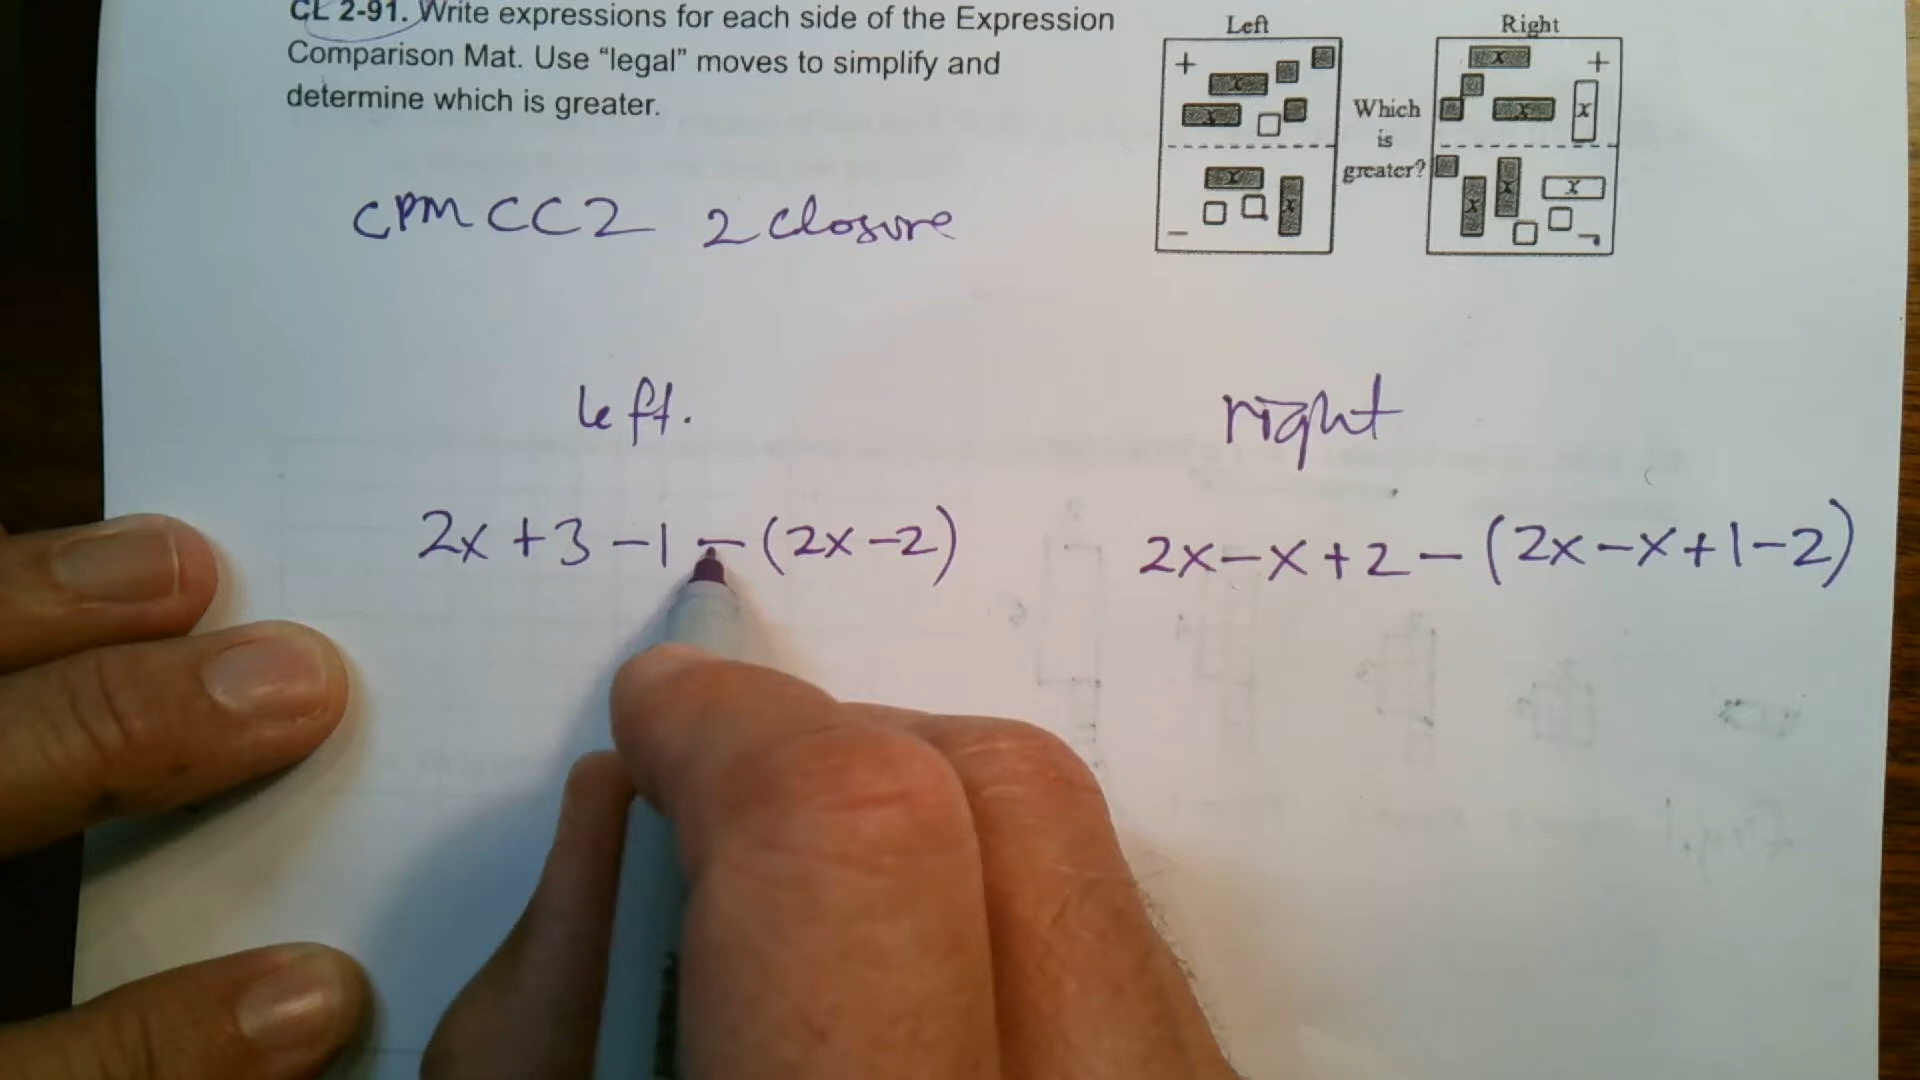 CL 2-91. Write expressions for each side of the Expression
Comparison Mat. Use “legal” moves to simplify and
determine which is greater.
Left
+
x
x
x
x
−
Which
is
greater?
Right
x
+
x
x
x
x
x
−
CPM CC2 2 closure
left.
right
2x +3 −1 −(2x −2)
2x−x+2−(2x−x+1−2)